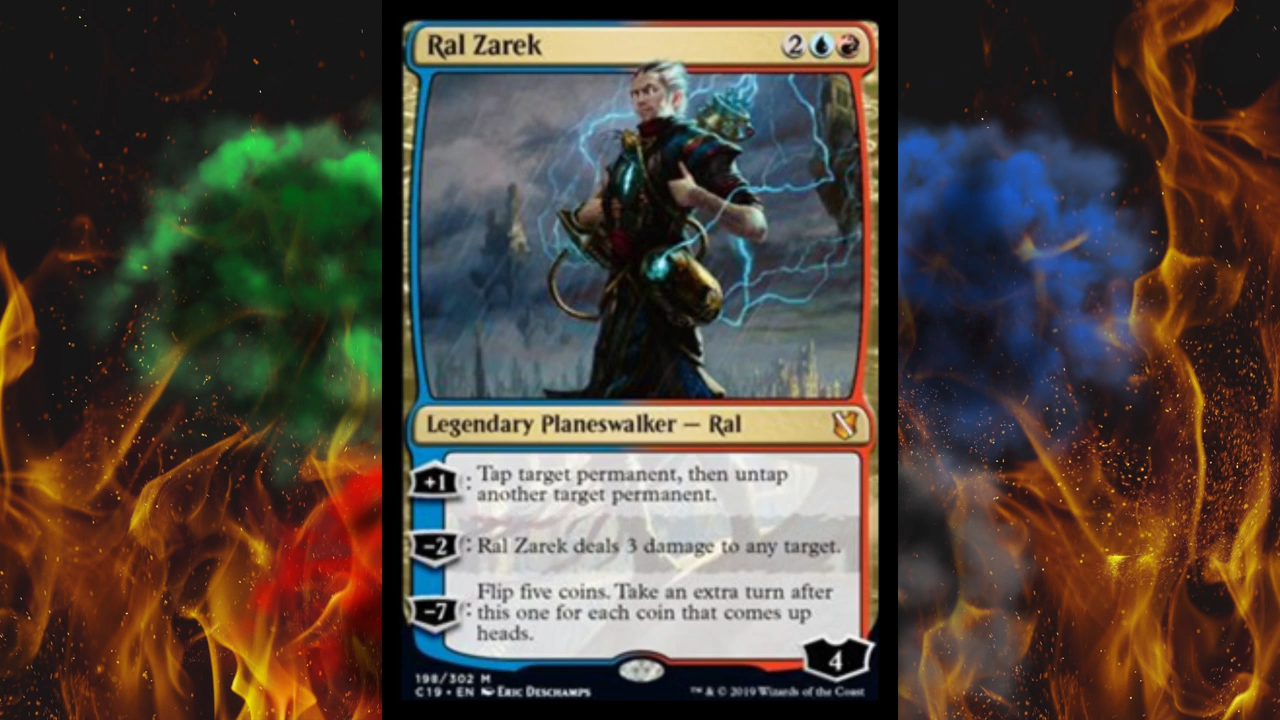 Ral Zarek 2
Legendary Planeswalker — Ral
+1 : Tap target permanent, then untap
another target permanent.
−2 : Ral Zarek deals 3 damage to any target.
Flip five coins. Take an extra turn after
−7 : this one for each coin that comes up
heads.
4
198/302 M
C19 • EN Eric Deschamps ™ & © 2019 Wizards of the Coast